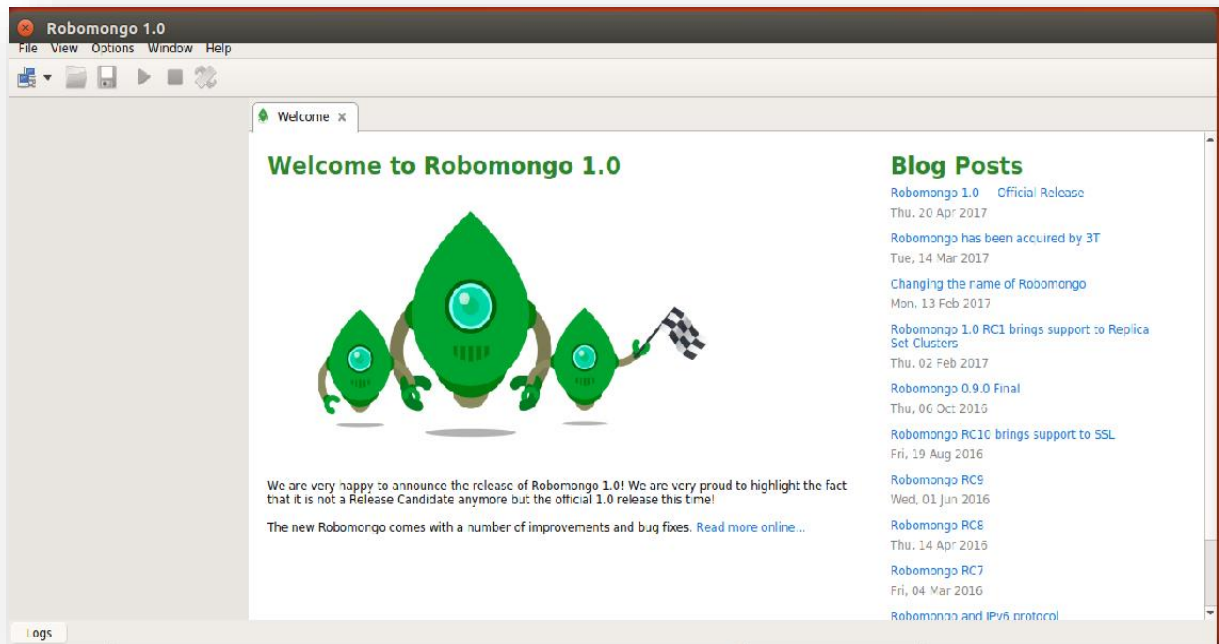 Robomongo 1.0
File View Options Window Help
Welcome
Welcome to Robomongo 1.0
We are very happy to announce the release of Robomongo 1.0! We are very proud to highlight the fact
that it is not a Release Candidate anymore but the official 1.0 release this time!
The new Robomongo comes with a number of improvements and bug fixes. Read more online...
Blog Posts
Robomongo 1.0 Official Release
Thu, 20 Apr 2017
Robomongo has been acquired by 3T
Tue, 14 Mar 2017
Changing the name of Robomongo
Mon, 13 Feb 2017
Robomongo 1.0 RC1 brings support to Replica
Set Clusters
Thu, 02 Feb 2017
Robomongo 0.9.0 Final
Thu, 06 Oct 2016
Robomongo RC10 brings support to SSL
Fri, 19 Aug 2016
Robomongo RC9
Wed, 01 Jun 2016
Robomongo RC8
Thu, 14 Apr 2016
Robomongo RC7
Fri, 04 Mar 2016
Robomongo and IPv6 protocol
Logs